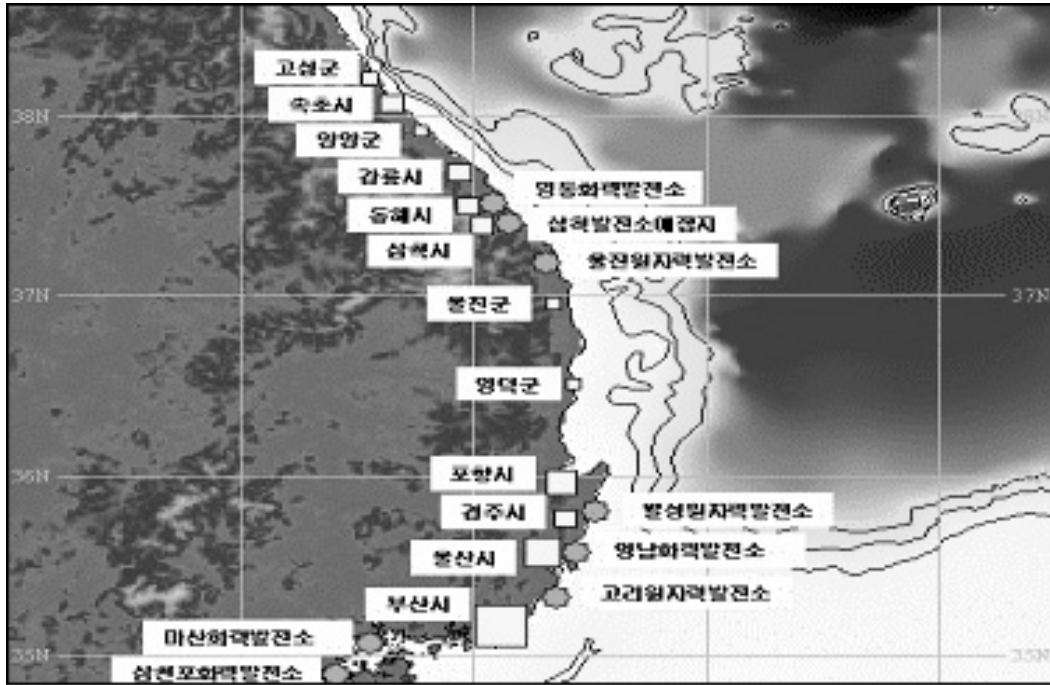 고성군
속초시
38N
38N
양양군
강릉시
영동화력발전소
동해시
삼척발전소예정지
삼척시
울진원자력발전소
37N
37N
울진군
영덕군
36N
포항시
경주시
월성원자력발전소
울산시
영남화력발전소
고리원자력발전소
부산시
마산화력발전소
35N
35N
삼천포화력발전소